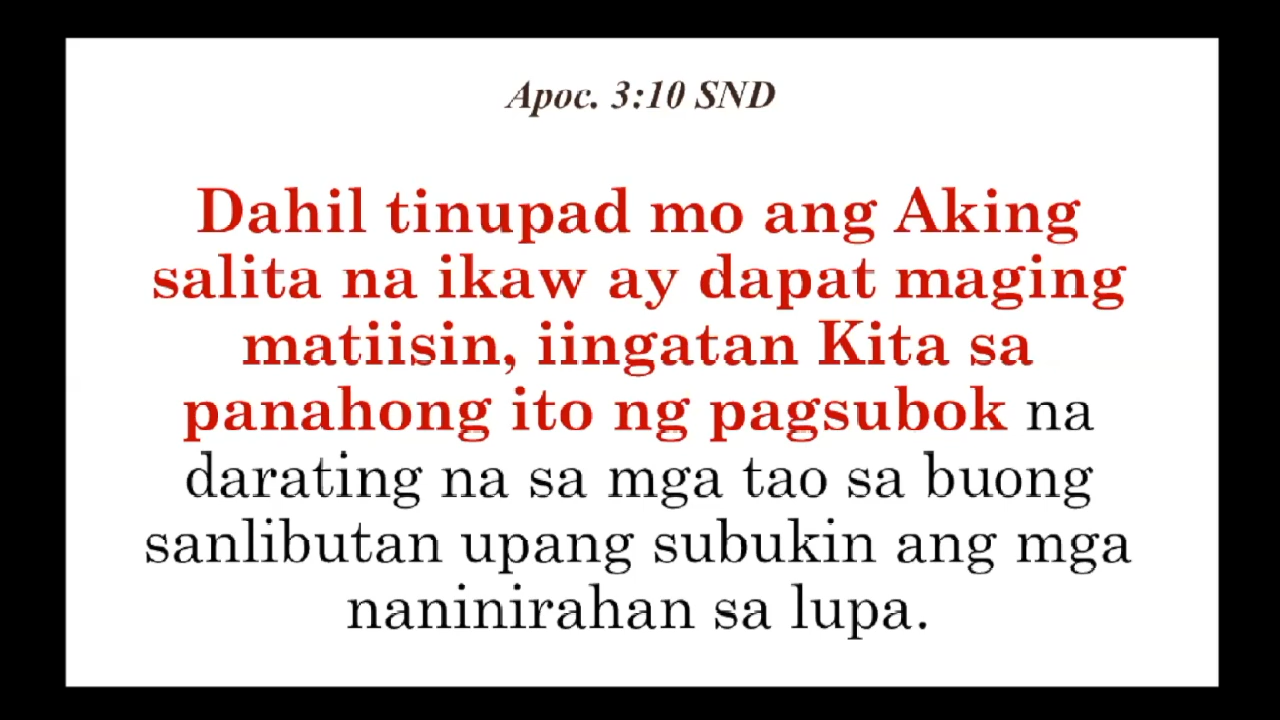 Apoc. 3:10 SND
Dahil tinupad mo ang Aking
salita na ikaw ay dapat maging
matiisin, iingatan Kita sa
panahong ito ng pagsubok na
darating na sa mga tao sa buong
sanlibutan upang subukin ang mga
naninirahan sa lupa.